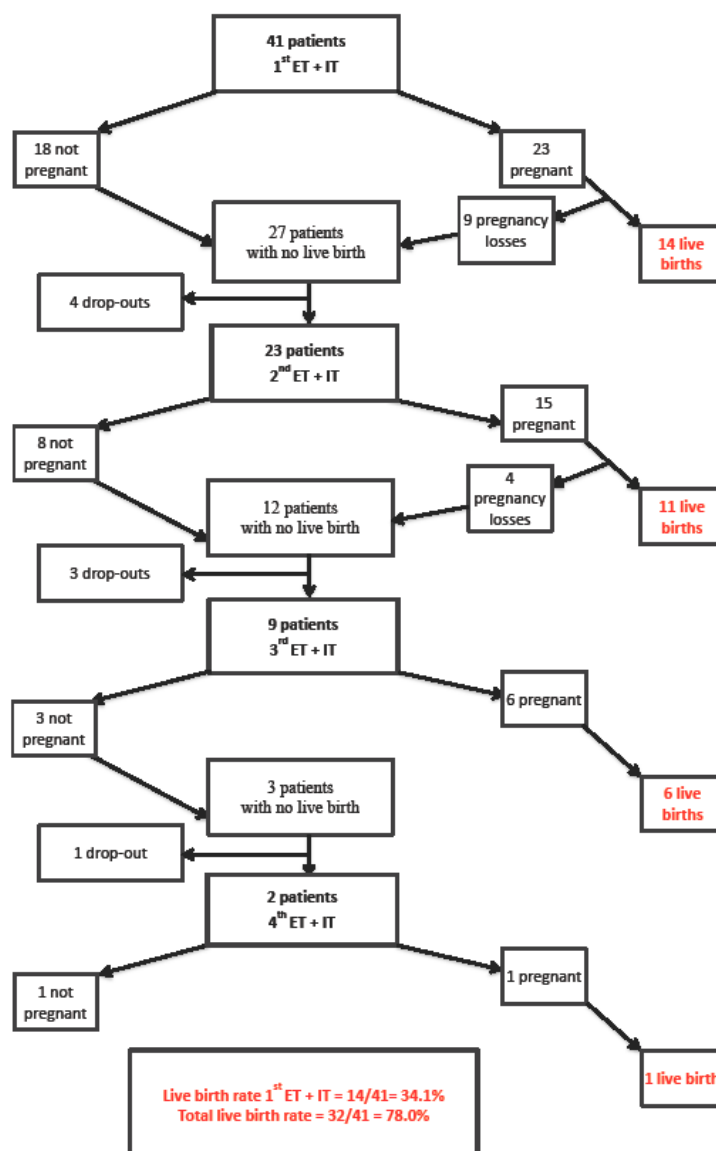 41 patients
1st ET + IT
18 not
pregnant
23
pregnant
9 pregnancy
losses
14 live
births
27 patients
with no live birth
4 drop-outs
23 patients
2nd ET + IT
8 not
pregnant
15
pregnant
4
pregnancy
losses
11 live
births
12 patients
with no live birth
3 drop-outs
9 patients
3rd ET + IT
3 not
pregnant
6 pregnant
6 live
births
3 patients
with no live birth
1 drop-out
2 patients
4th ET + IT
1 not
pregnant
1 pregnant
1 live birth
Live birth rate 1st ET + IT = 14/41= 34.1%
Total live birth rate = 32/41 = 78.0%